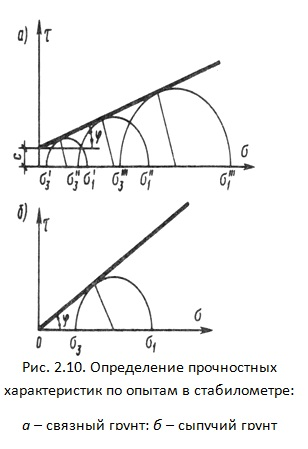 а) τ
φ
c
σ
σ₃' σ₃'' σ₁' σ₃''' σ₁'' σ₁'''
б) τ
φ
σ
0 σ₃ σ₁
Рис. 2.10. Определение прочностных
характеристик по опытам в стабилометре:
а – связный грунт; б – сыпучий грунт